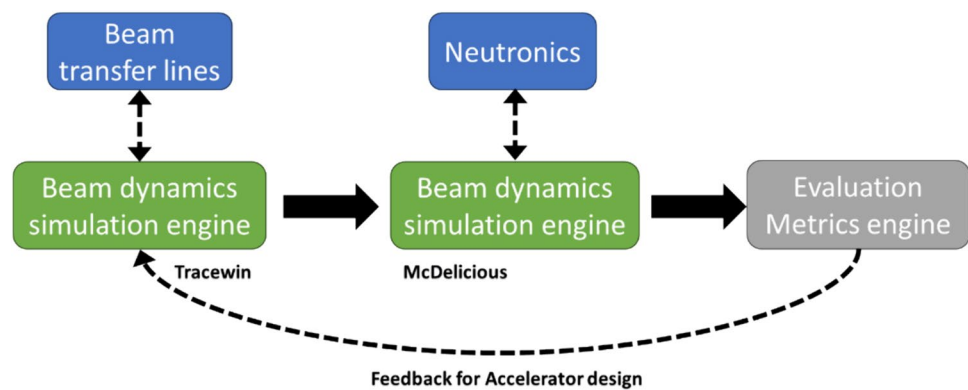 Beam
transfer lines
Neutronics
Beam dynamics
simulation engine
Beam dynamics
simulation engine
Evaluation
Metrics engine
Tracewin
McDelicious
Feedback for Accelerator design